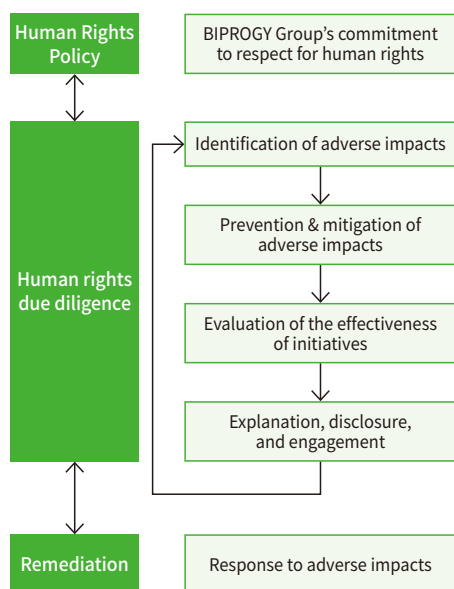 Human Rights
Policy
BIPROGY Group's commitment
to respect for human rights
Human rights
due diligence
Identification of adverse impacts
Prevention & mitigation of
adverse impacts
Evaluation of the effectiveness
of initiatives
Explanation, disclosure,
and engagement
Remediation
Response to adverse impacts